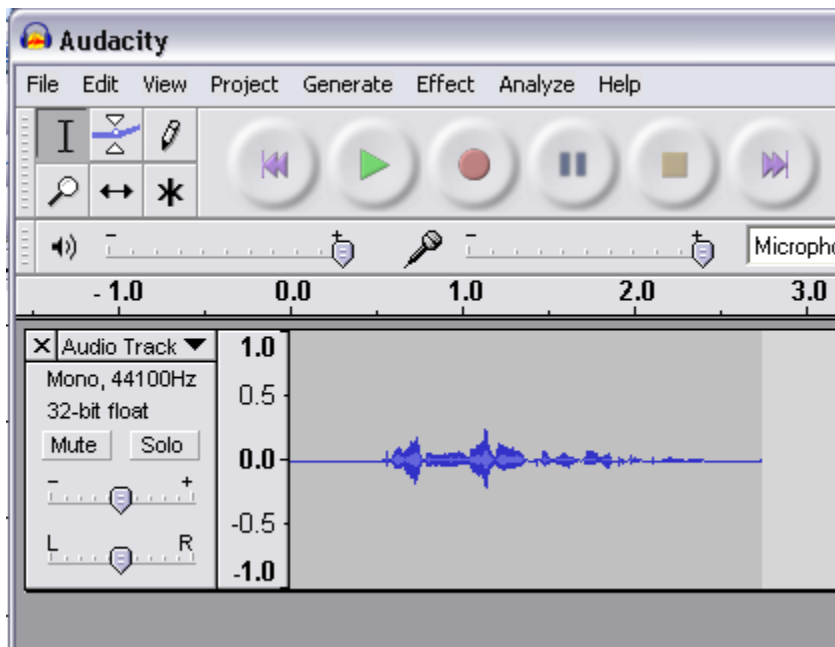 Audacity
File Edit View Project Generate Effect Analyze Help
- + - +
- 1.0 0.0 1.0 2.0 3.0
X Audio Track
Mono, 44100Hz
32-bit float
Mute Solo
- +
L R
1.0
0.5
0.0
-0.5
-1.0